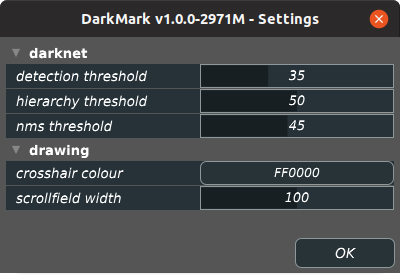 DarkMark v1.0.0-2971M - Settings
darknet
detection threshold 35
hierarchy threshold 50
nms threshold 45
drawing
crosshair colour FF0000
scrollfield width 100
OK